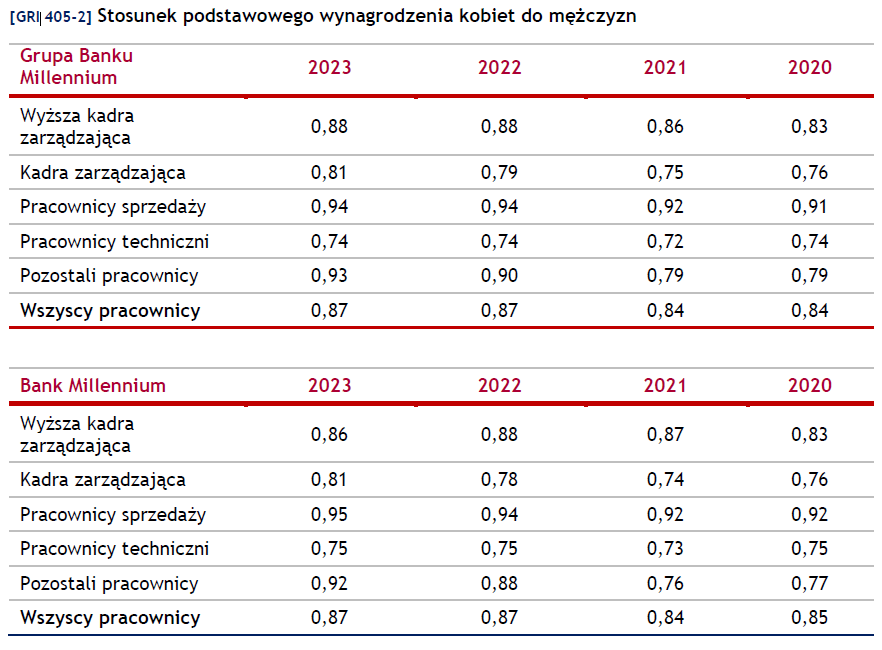 [GRI 405-2] Stosunek podstawowego wynagrodzenia kobiet do mężczyzn
Grupa Banku
Millennium 2023 2022 2021 2020
Wyższa kadra
zarządzająca 0,88 0,88 0,86 0,83
Kadra zarządzająca 0,81 0,79 0,75 0,76
Pracownicy sprzedaży 0,94 0,94 0,92 0,91
Pracownicy techniczni 0,74 0,74 0,72 0,74
Pozostali pracownicy 0,93 0,90 0,79 0,79
Wszyscy pracownicy 0,87 0,87 0,84 0,84
Bank Millennium 2023 2022 2021 2020
Wyższa kadra
zarządzająca 0,86 0,88 0,87 0,83
Kadra zarządzająca 0,81 0,78 0,74 0,76
Pracownicy sprzedaży 0,95 0,94 0,92 0,92
Pracownicy techniczni 0,75 0,75 0,73 0,75
Pozostali pracownicy 0,92 0,88 0,76 0,77
Wszyscy pracownicy 0,87 0,87 0,84 0,85